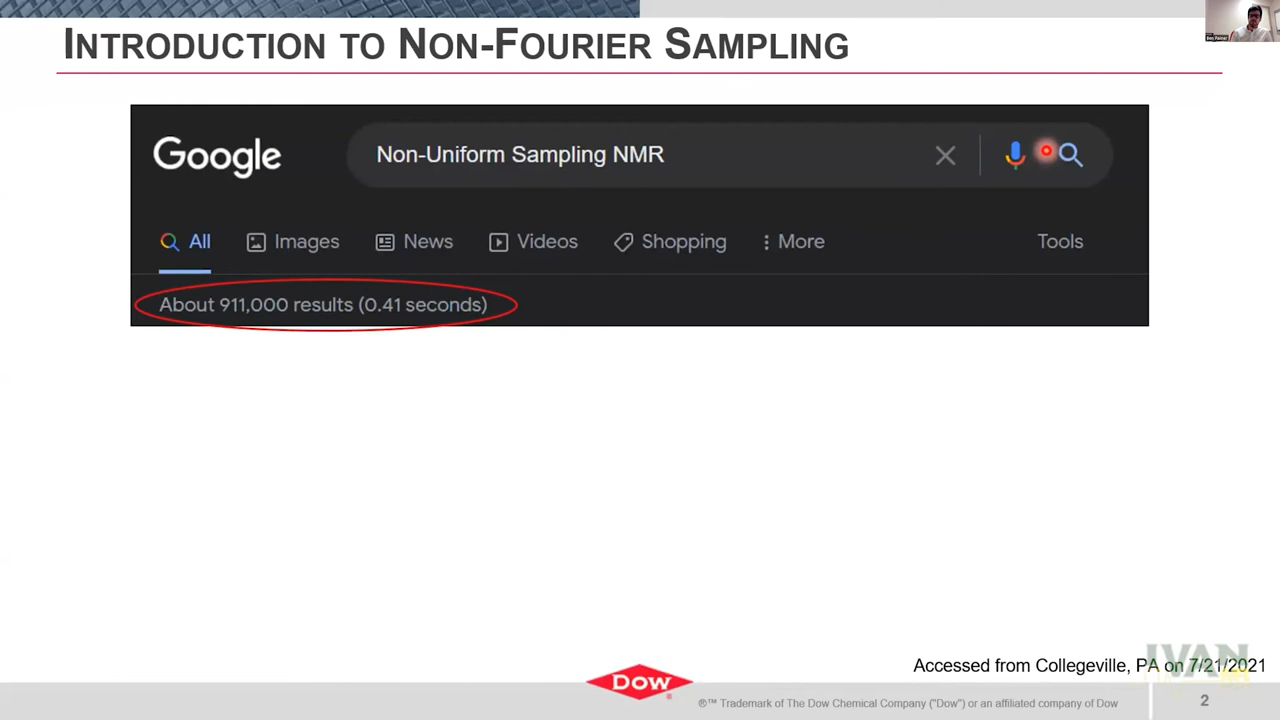 INTRODUCTION TO NON-FOURIER SAMPLING
Google
Non-Uniform Sampling NMR
All Images News Videos Shopping More Tools
About 911,000 results (0.41 seconds)
Accessed from Collegeville, PA on 7/21/2021
IVAN
Dow
®™ Trademark of The Dow Chemical Company ("Dow") or an affiliated company of Dow
2